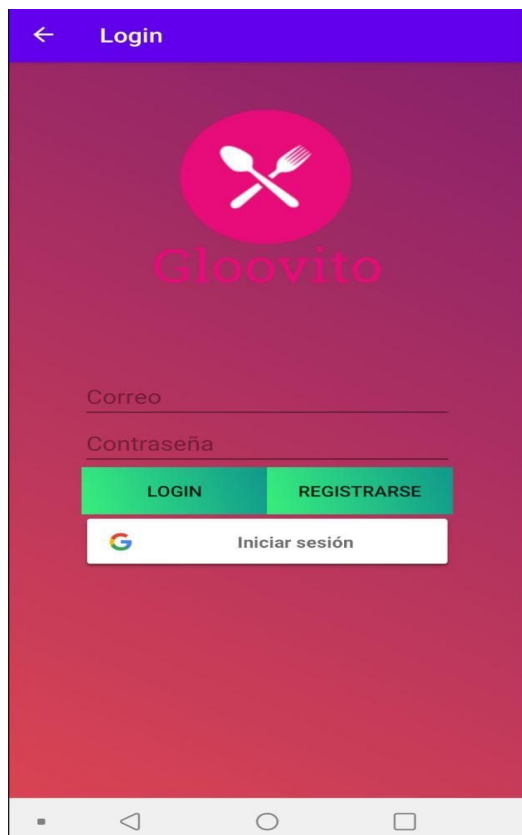 Login
Gloovito
Correo
Contraseña
LOGIN REGISTRARSE
Iniciar sesión